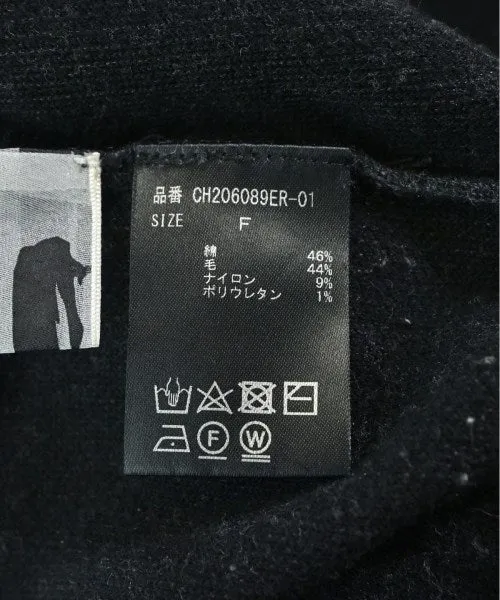 品番 CH206089ER-01
SIZE F
綿 46%
毛 44%
ナイロン 9%
ポリウレタン 1%
F W